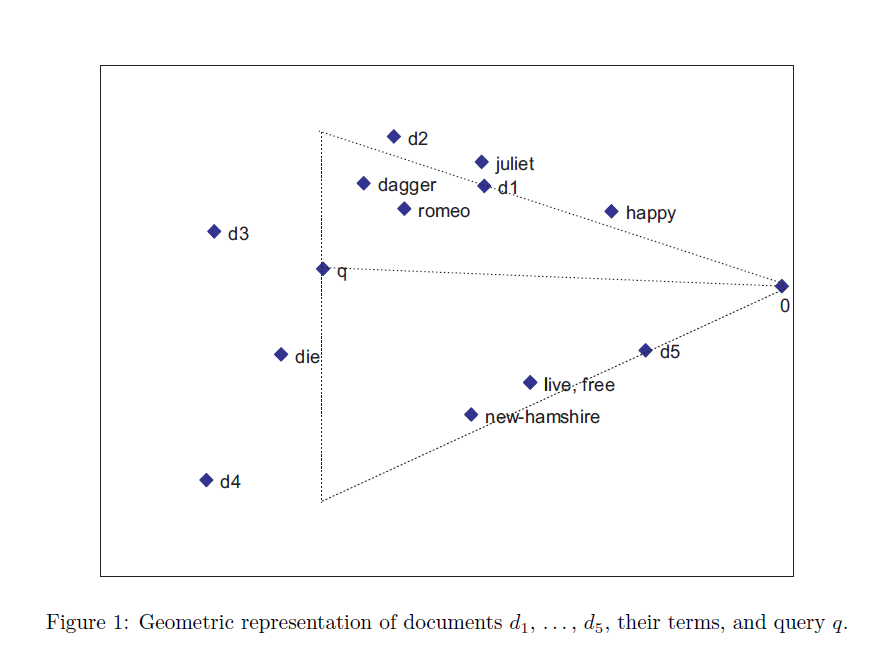 d2
juliet
dagger
d1
romeo
happy
d3
q
0
die
d5
live, free
new-hamshire
d4
Figure 1: Geometric representation of documents d1, ..., d5, their terms, and query q.